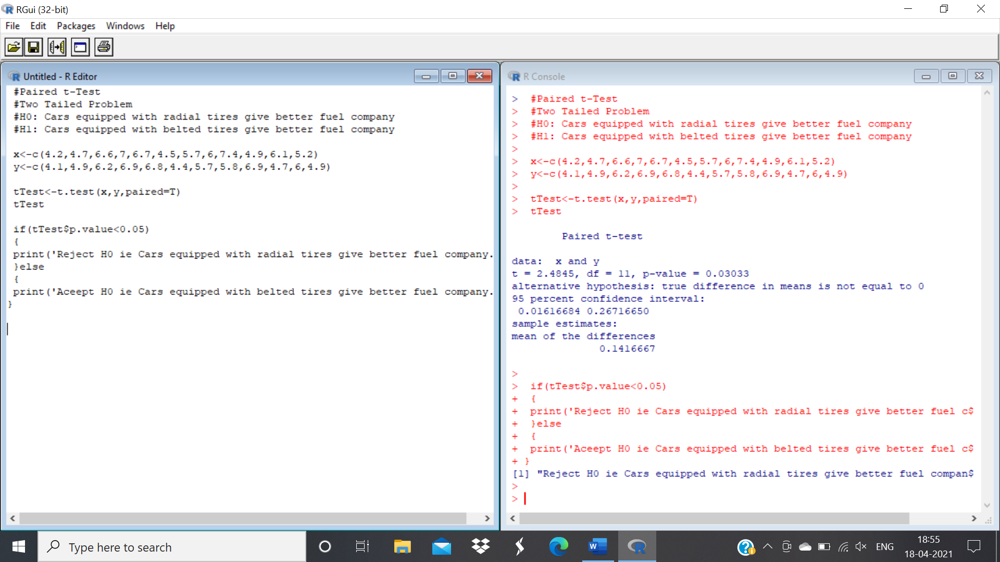 RGui (32-bit)
File Edit Packages Windows Help
Untitled - R Editor
#Paired t-Test
#Two Tailed Problem
#H0: Cars equipped with radial tires give better fuel company
#H1: Cars equipped with belted tires give better fuel company
x<-c(4.2,4.7,6.6,7,6.7,4.5,5.7,6,7.4,4.9,6.1,5.2)
y<-c(4.1,4.9,6.2,6.9,6.8,4.4,5.7,5.8,6.9,4.7,6,4.9)
tTest<-t.test(x,y,paired=T)
tTest
if(tTest$p.value<0.05)
{
print('Reject H0 ie Cars equipped with radial tires give better fuel company.
}else
{
print('Aceept H0 ie Cars equipped with belted tires give better fuel company.
}
R Console
> #Paired t-Test
> #Two Tailed Problem
> #H0: Cars equipped with radial tires give better fuel company
> #H1: Cars equipped with belted tires give better fuel company
>
> x<-c(4.2,4.7,6.6,7,6.7,4.5,5.7,6,7.4,4.9,6.1,5.2)
> y<-c(4.1,4.9,6.2,6.9,6.8,4.4,5.7,5.8,6.9,4.7,6,4.9)
>
> tTest<-t.test(x,y,paired=T)
> tTest
Paired t-test
data: x and y
t = 2.4845, df = 11, p-value = 0.03033
alternative hypothesis: true difference in means is not equal to 0
95 percent confidence interval:
0.01616684 0.26716650
sample estimates:
mean of the differences
0.1416667
>
> if(tTest$p.value<0.05)
+ {
+ print('Reject H0 ie Cars equipped with radial tires give better fuel c$
+ }else
+ {
+ print('Aceept H0 ie Cars equipped with belted tires give better fuel c$
+ }
[1] "Reject H0 ie Cars equipped with radial tires give better fuel compan$
>
>
Type here to search
W
ENG
18:55
18-04-2021